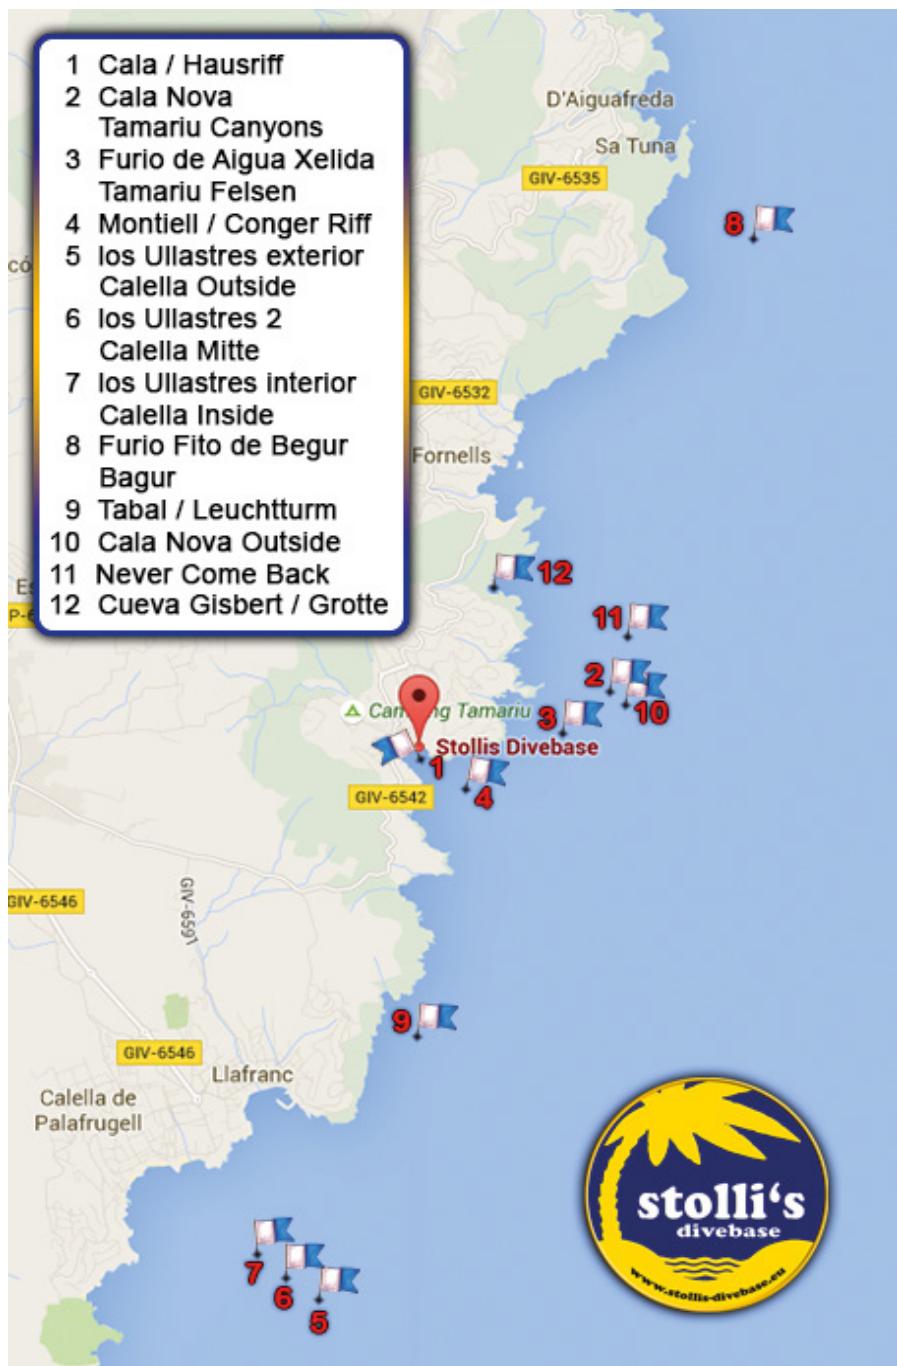 1 Cala / Hausriff
2 Cala Nova
Tamariu Canyons
3 Furio de Aigua Xelida
Tamariu Felsen
4 Montiell / Conger Riff
5 los Ullastres exterior
Calella Outside
6 los Ullastres 2
Calella Mitte
7 los Ullastres interior
Calella Inside
8 Furio Fito de Begur
Bagur
9 Tabal / Leuchtturm
10 Cala Nova Outside
11 Never Come Back
12 Cueva Gisbert / Grotte
D'Aiguafreda
Sa Tuna
GIV-6535
8
GIV-6532
Fornells
12
11
2
10
3
Camping Tamariu
Stollis Divebase
1
4
GIV-6542
GIV-6546
GIV-6591
9
GIV-6546
Llafranc
Calella de
Palafrugell
7
6
5
stolli's
divebase
www.stollis-divebase.eu